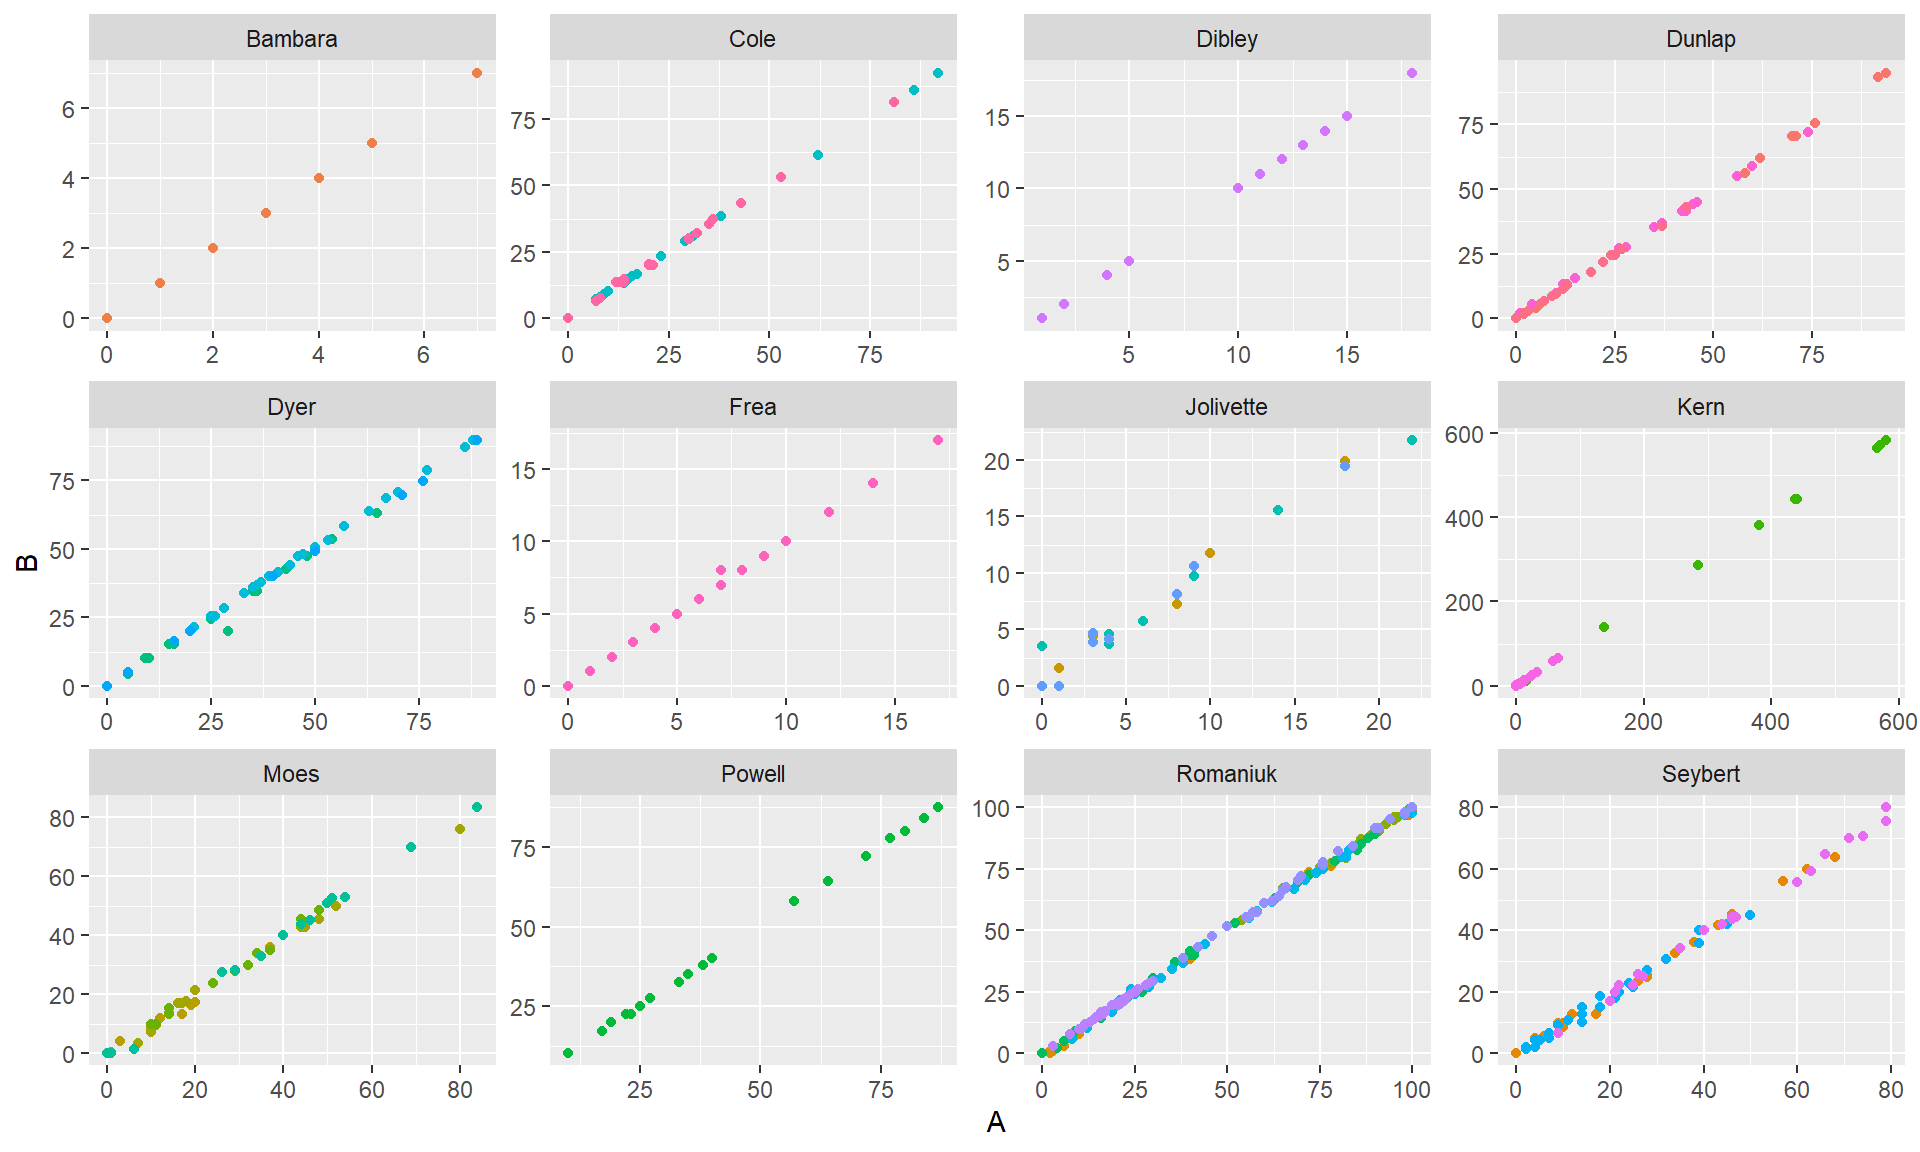 Bambara Cole Dibley Dunlap
6 75 15 75
4 50 10 50
2 25 5 25
0 0 0
0 2 4 6 0 25 50 75 5 10 15 0 25 50 75
Dyer Frea Jolivette Kern
75 15 20 600
50 10 15 400
25 5 10 200
0 0 5 0
0
0 25 50 75 0 5 10 15 0 5 10 15 20 0 200 400 600
B
Moes Powell Romaniuk Seybert
80 75 100 80
60 50 75 60
40 25 50 40
20 25 20
0 0 0
0 20 40 60 80 25 50 75 0 25 50 75 100 0 20 40 60 80
A